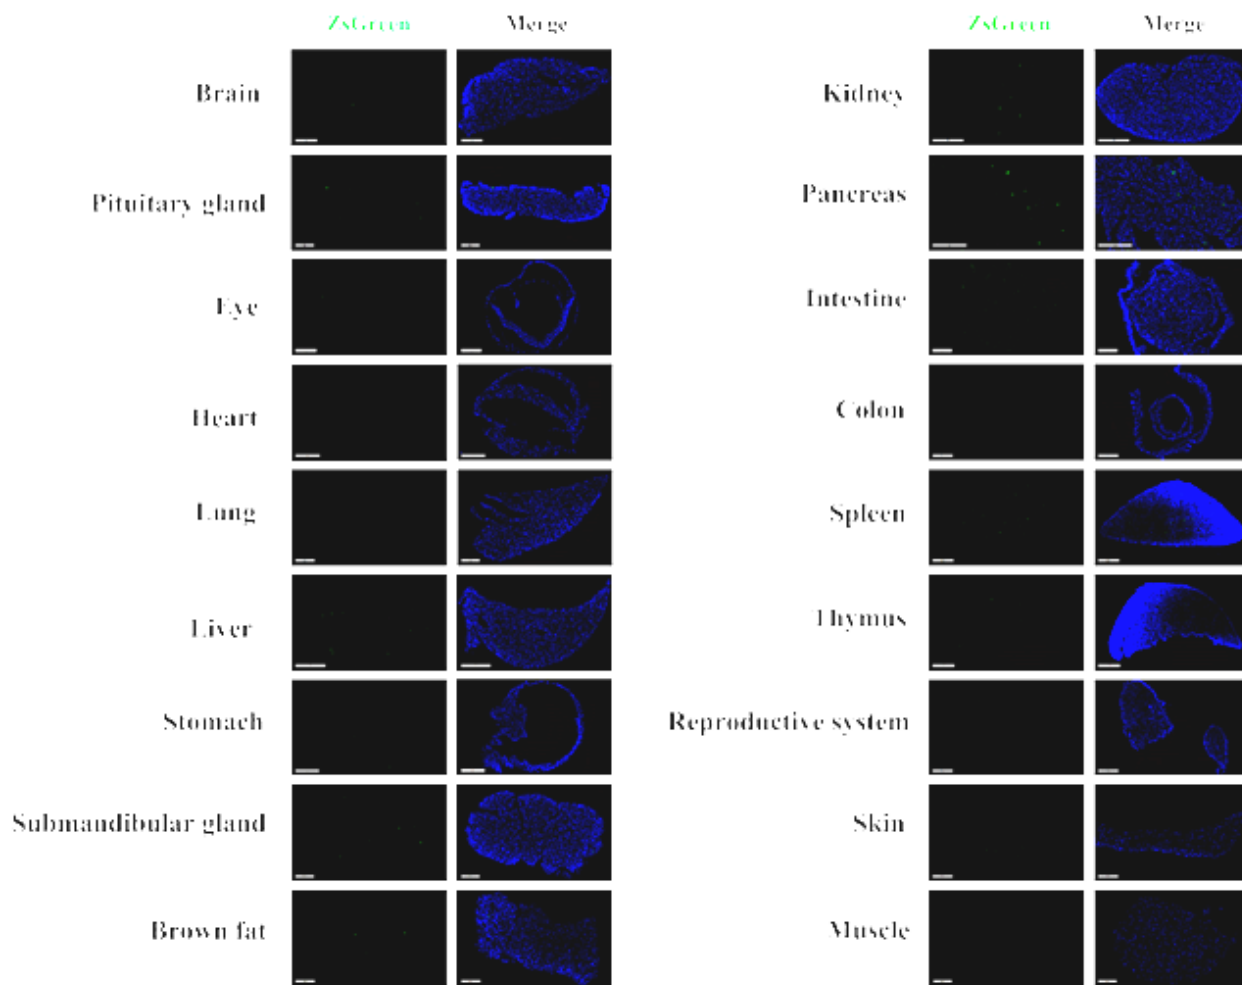 ZsGreen Merge ZsGreen Merge
Brain Kidney
Pituitary gland Pancreas
Eye Intestine
Heart Colon
Lung Spleen
Liver Thymus
Stomach Reproductive system
Submandibular gland Skin
Brown fat Muscle